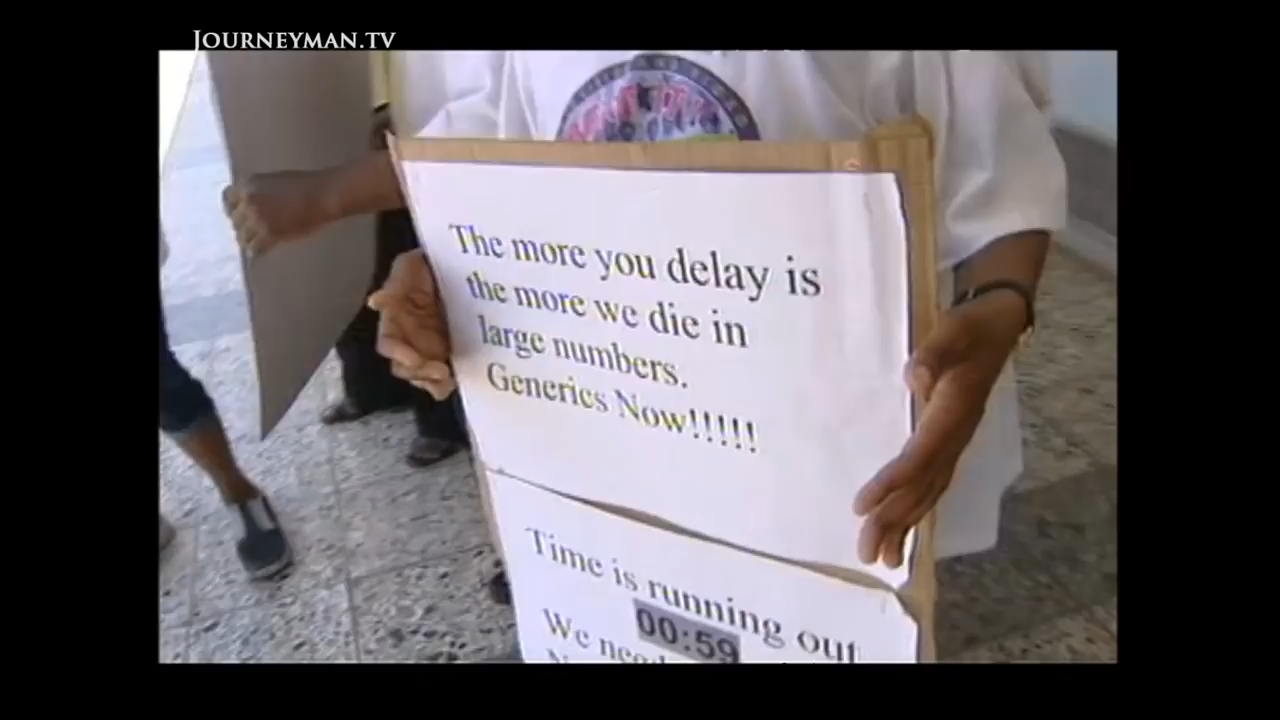 JOURNEYMAN.TV
The more you delay is
the more we die in
large numbers.
Generics Now!!!!!
Time is running out
00:59
We need